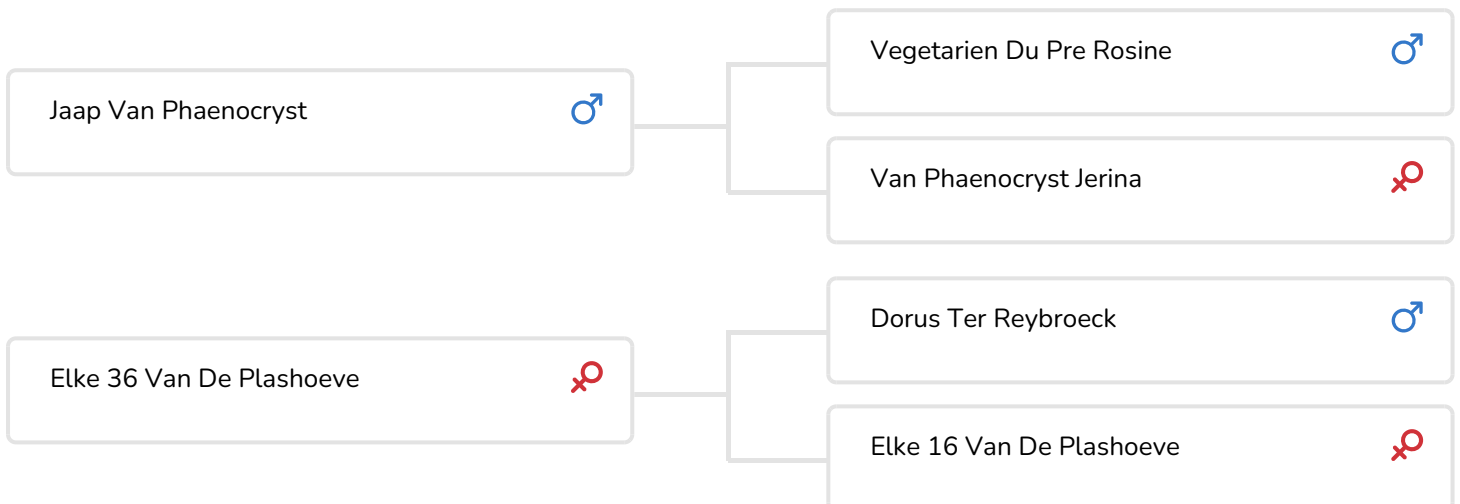 Vegetarien Du Pre Rosine
Jaap Van Phaenocryst
Van Phaenocryst Jerina
Dorus Ter Reybroeck
Elke 36 Van De Plashoeve
Elke 16 Van De Plashoeve